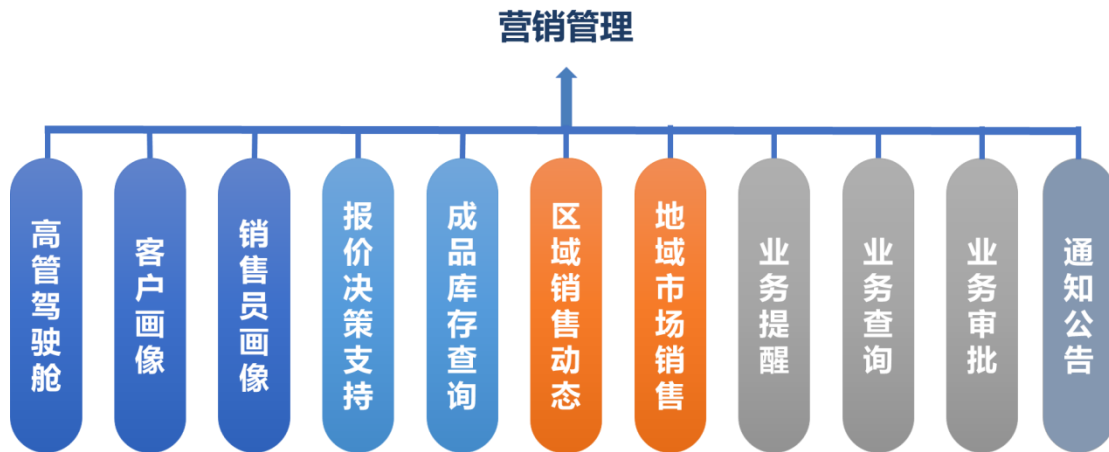 营销管理
高管驾驶舱
客户画像
销售员画像
报价决策支持
成品库存查询
区域销售动态
地域市场销售
业务提醒
业务查询
业务审批
通知公告